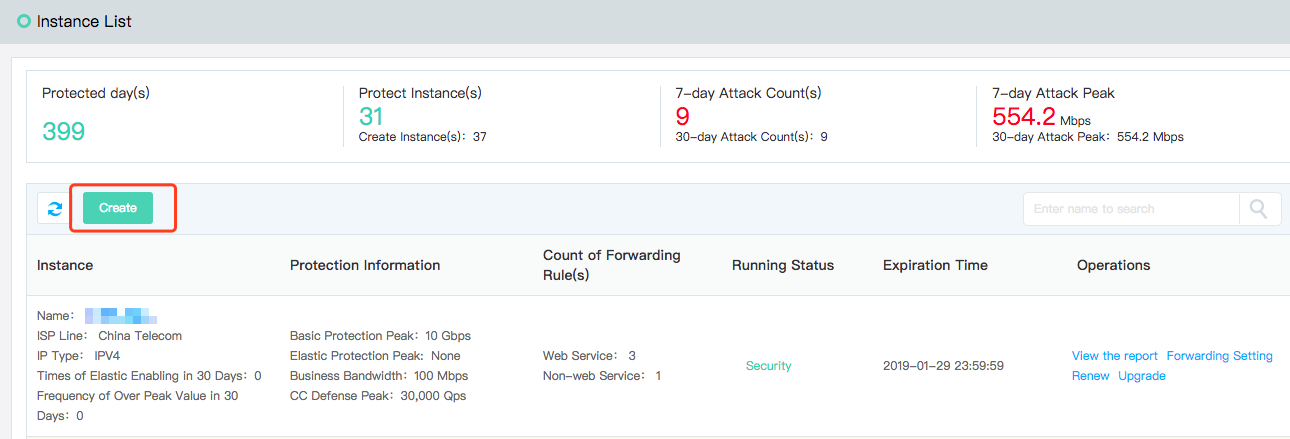 Instance List
Protected day(s)
399
Protect Instance(s)
31
Create Instance(s): 37
7-day Attack Count(s)
9
30-day Attack Count(s): 9
7-day Attack Peak
554.2 Mbps
30-day Attack Peak: 554.2 Mbps
Create
Enter name to search
Instance
Protection Information
Count of Forwarding
Rule(s)
Running Status
Expiration Time
Operations
Name:
ISP Line: China Telecom
IP Type: IPV4
Times of Elastic Enabling in 30 Days: 0
Frequency of Over Peak Value in 30
Days: 0
Basic Protection Peak: 10 Gbps
Elastic Protection Peak: None
Business Bandwidth: 100 Mbps
CC Defense Peak: 30,000 Qps
Web Service: 3
Non-web Service: 1
Security
2019-01-29 23:59:59
View the report Forwarding Setting
Renew Upgrade